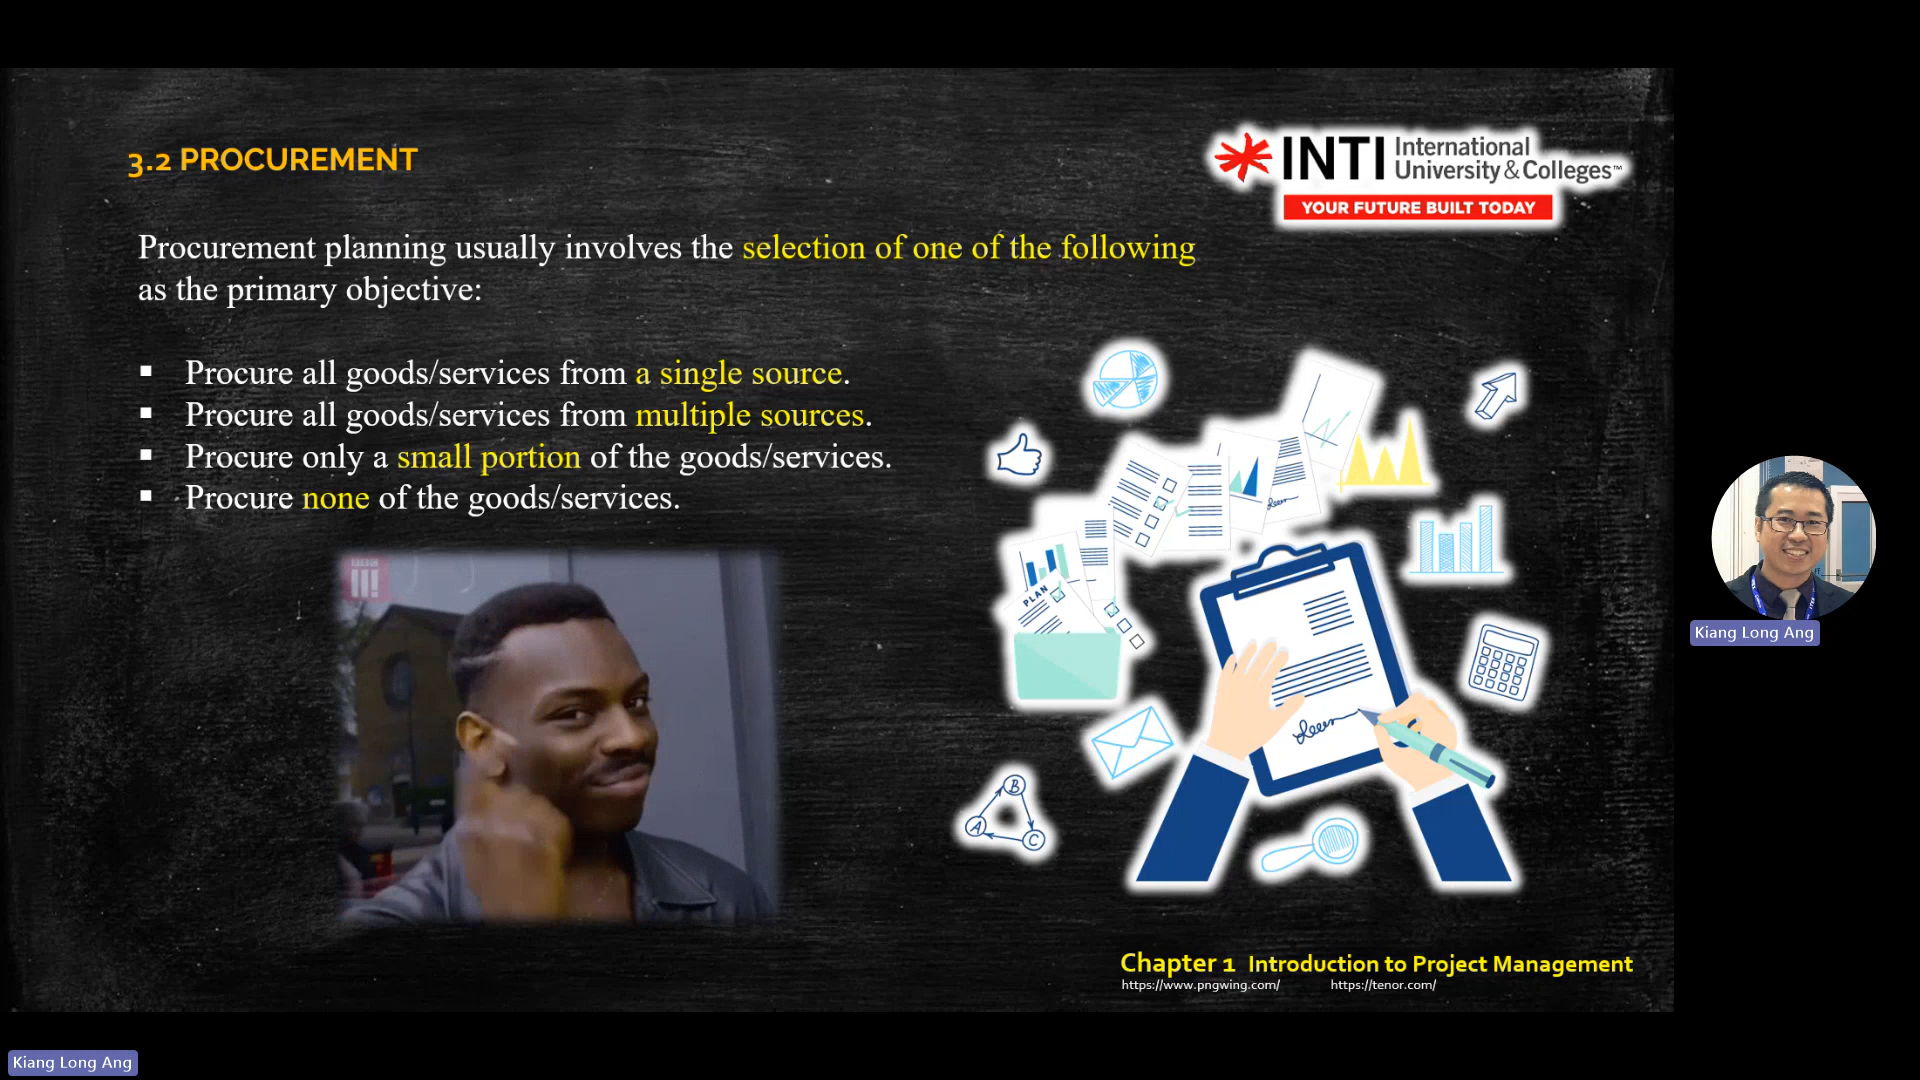 3.2 PROCUREMENT
INTI International
University & Colleges™
YOUR FUTURE BUILT TODAY
Procurement planning usually involves the selection of one of the following
as the primary objective:
▪ Procure all goods/services from a single source.
▪ Procure all goods/services from multiple sources.
▪ Procure only a small portion of the goods/services.
▪ Procure none of the goods/services.
PLAN
B
A
C
Kiang Long Ang
Chapter 1 Introduction to Project Management
https://www.pngwing.com/ https://tenor.com/
Kiang Long Ang